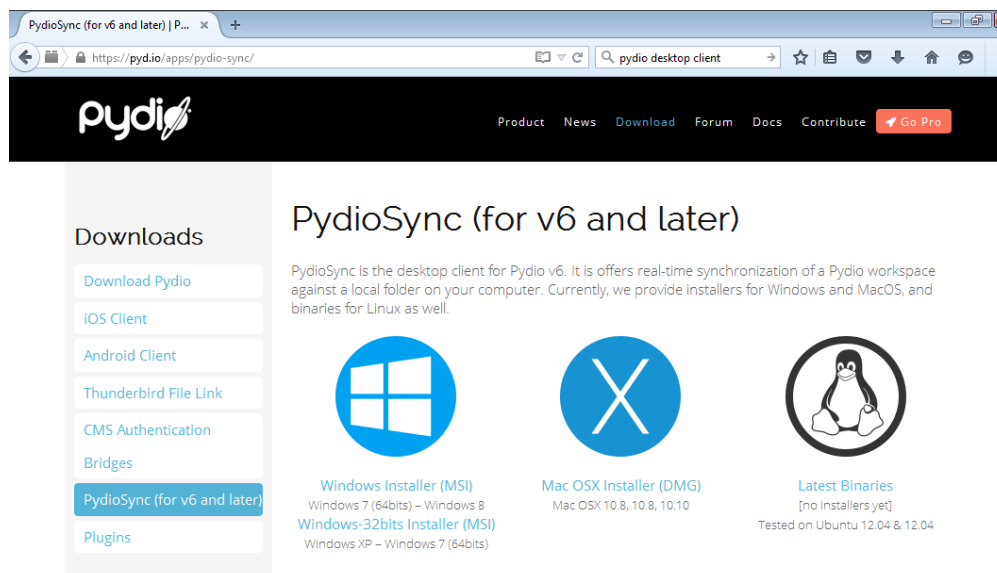 PydioSync (for v6 and later) | P...
https://pyd.io/apps/pydio-sync/
pydio desktop client
pydio
Product News Download Forum Docs Contribute Go Pro
Downloads
Download Pydio
iOS Client
Android Client
Thunderbird File Link
CMS Authentication
Bridges
PydioSync (for v6 and later)
Plugins
PydioSync (for v6 and later)
PydioSync is the desktop client for Pydio v6. It is offers real-time synchronization of a Pydio workspace
against a local folder on your computer. Currently, we provide installers for Windows and MacOS, and
binaries for Linux as well.
Windows Installer (MSI)
Windows 7 (64bits) – Windows 8
Windows-32bits Installer (MSI)
Windows XP – Windows 7 (64bits)
Mac OSX Installer (DMG)
Mac OSX 10.8, 10.8, 10.10
Latest Binaries
[no installers yet]
Tested on Ubuntu 12.04 & 12.04